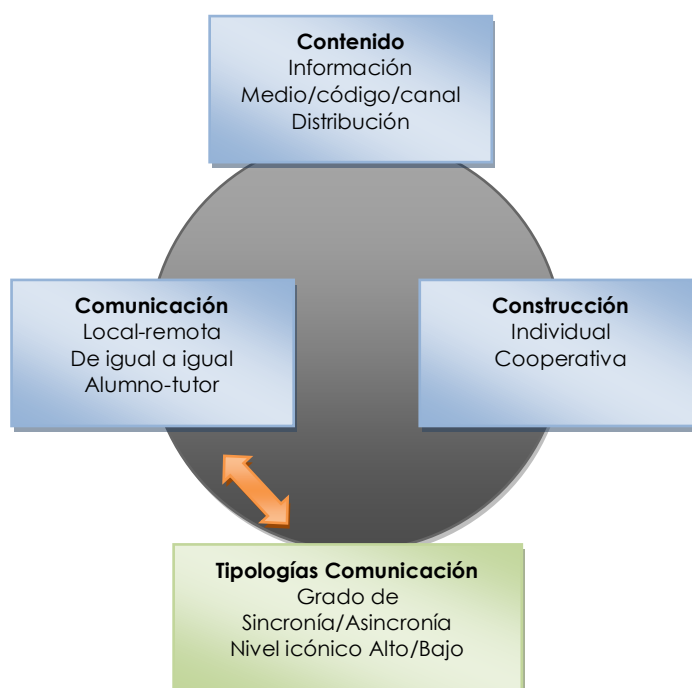 Contenido
Información
Medio/código/canal
Distribución
Comunicación
Local-remota
De igual a igual
Alumno-tutor
Construcción
Individual
Cooperativa
Tipologías Comunicación
Grado de
Sincronía/Asincronía
Nivel icónico Alto/Bajo